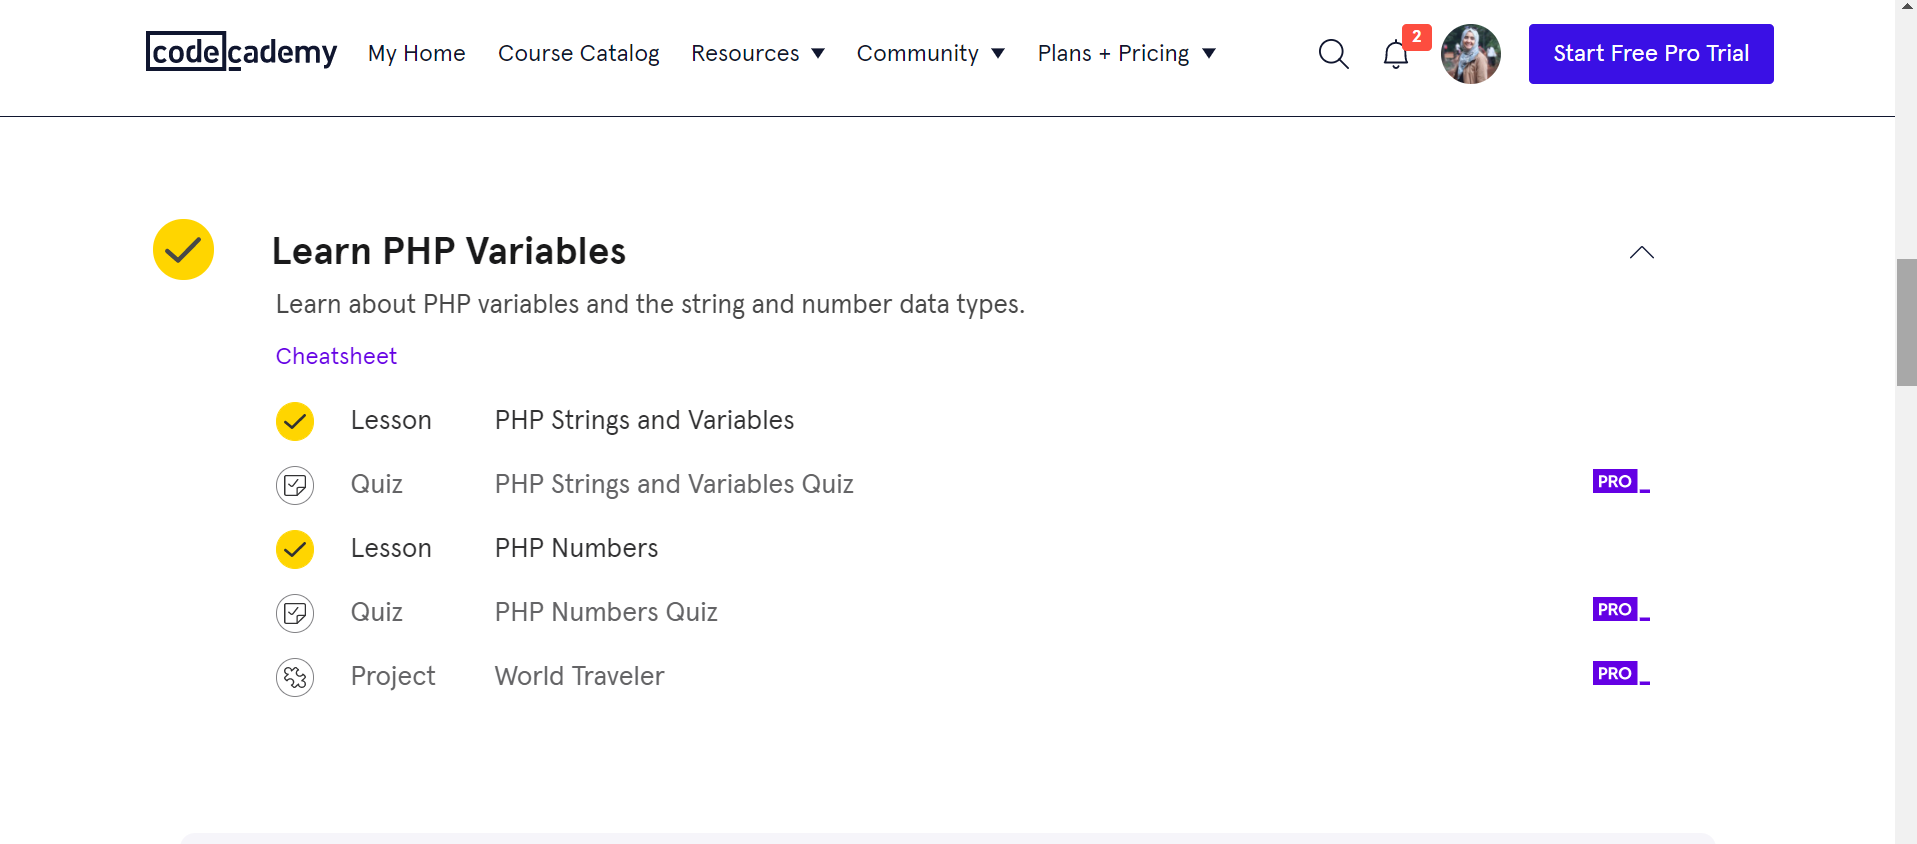 codecademy My Home Course Catalog Resources Community Plans + Pricing 2 Start Free Pro Trial
Learn PHP Variables
Learn about PHP variables and the string and number data types.
Cheatsheet
Lesson PHP Strings and Variables
Quiz PHP Strings and Variables Quiz PRO
Lesson PHP Numbers
Quiz PHP Numbers Quiz PRO
Project World Traveler PRO